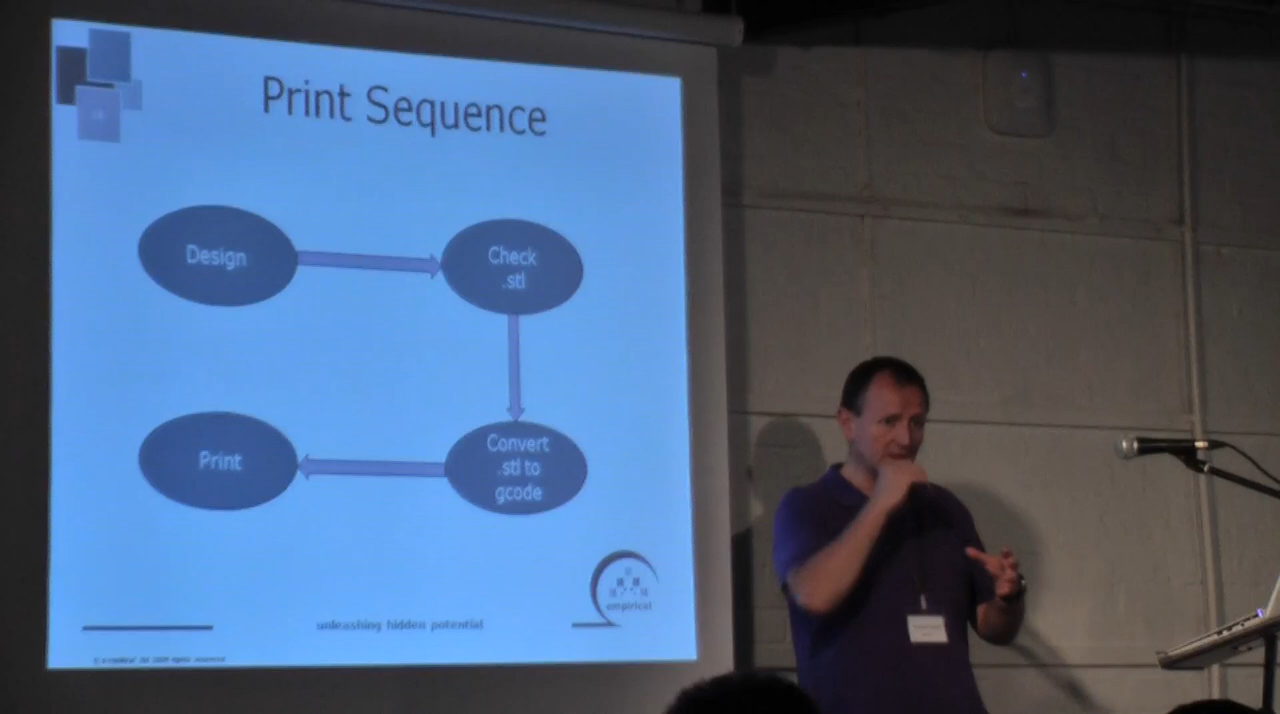 Print Sequence
Design
Check
.stl
Convert
.stl to
gcode
Print
empirical
unleashing hidden potential